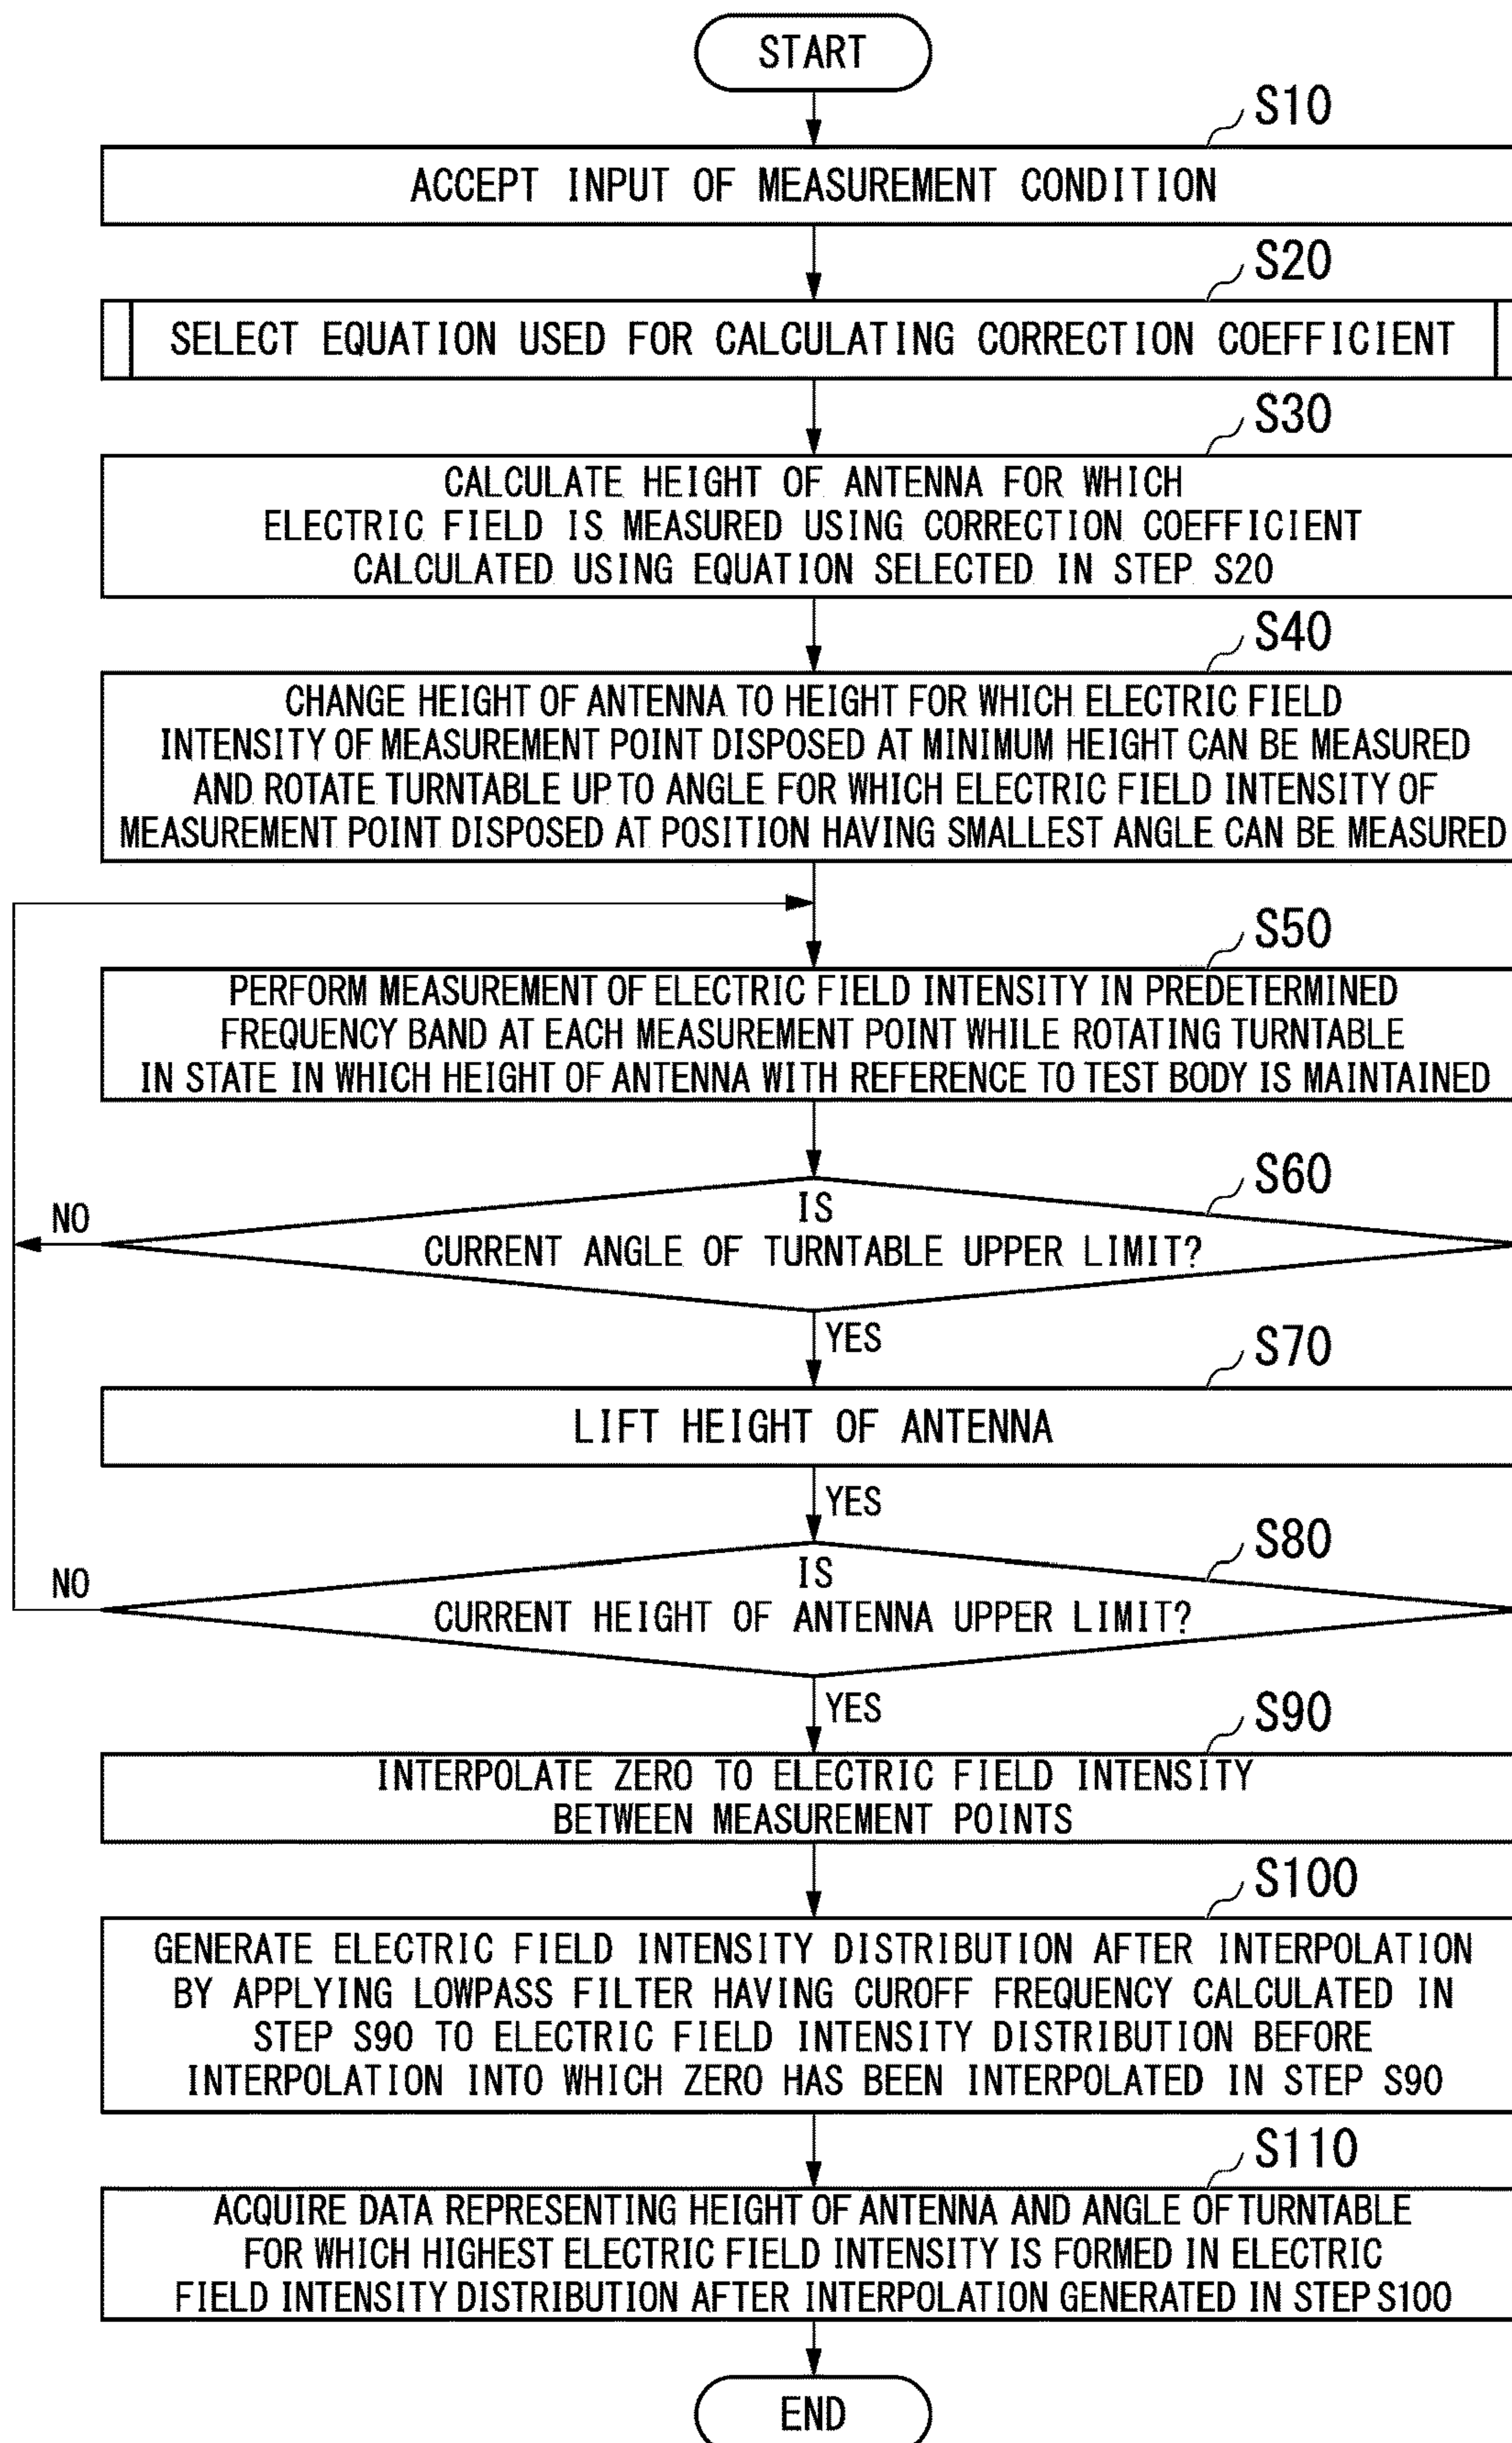 START
S10
ACCEPT INPUT OF MEASUREMENT CONDITION
S20
SELECT EQUATION USED FOR CALCULATING CORRECTION COEFFICIENT
S30
CALCULATE HEIGHT OF ANTENNA FOR WHICH
ELECTRIC FIELD IS MEASURED USING CORRECTION COEFFICIENT
CALCULATED USING EQUATION SELECTED IN STEP S20
S40
CHANGE HEIGHT OF ANTENNA TO HEIGHT FOR WHICH ELECTRIC FIELD
INTENSITY OF MEASUREMENT POINT DISPOSED AT MINIMUM HEIGHT CAN BE MEASURED
AND ROTATE TURNTABLE UP TO ANGLE FOR WHICH ELECTRIC FIELD INTENSITY OF
MEASUREMENT POINT DISPOSED AT POSITION HAVING SMALLEST ANGLE CAN BE MEASURED
S50
PERFORM MEASUREMENT OF ELECTRIC FIELD INTENSITY IN PREDETERMINED
FREQUENCY BAND AT EACH MEASUREMENT POINT WHILE ROTATING TURNTABLE
IN STATE IN WHICH HEIGHT OF ANTENNA WITH REFERENCE TO TEST BODY IS MAINTAINED
S60
IS
CURRENT ANGLE OF TURNTABLE UPPER LIMIT?
NO
YES
S70
LIFT HEIGHT OF ANTENNA
YES
S80
IS
CURRENT HEIGHT OF ANTENNA UPPER LIMIT?
NO
YES
S90
INTERPOLATE ZERO TO ELECTRIC FIELD INTENSITY
BETWEEN MEASUREMENT POINTS
S100
GENERATE ELECTRIC FIELD INTENSITY DISTRIBUTION AFTER INTERPOLATION
BY APPLYING LOWPASS FILTER HAVING CUROFF FREQUENCY CALCULATED IN
STEP S90 TO ELECTRIC FIELD INTENSITY DISTRIBUTION BEFORE
INTERPOLATION INTO WHICH ZERO HAS BEEN INTERPOLATED IN STEP S90
S110
ACQUIRE DATA REPRESENTING HEIGHT OF ANTENNA AND ANGLE OF TURNTABLE
FOR WHICH HIGHEST ELECTRIC FIELD INTENSITY IS FORMED IN ELECTRIC
FIELD INTENSITY DISTRIBUTION AFTER INTERPOLATION GENERATED IN STEP S100
END